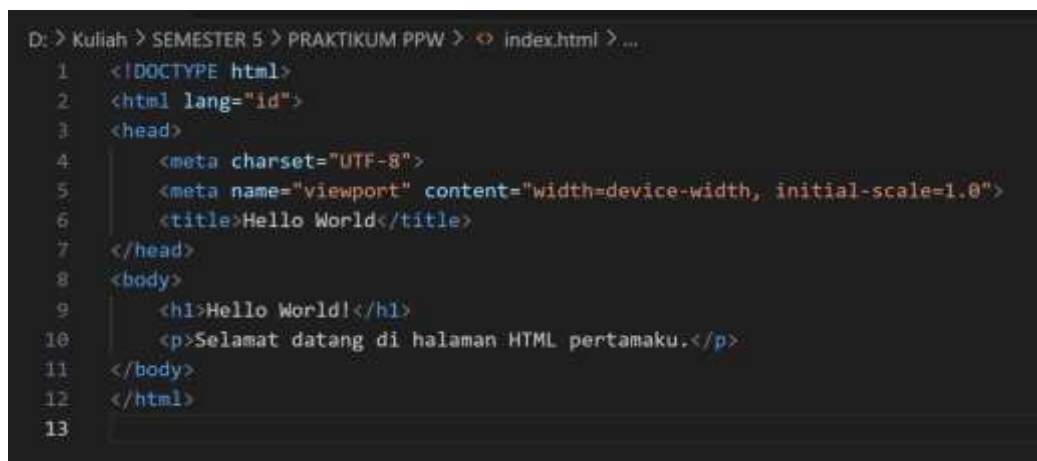 D: > Kuliah > SEMESTER 5 > PRAKTIKUM PPW > <> index.html > ...
1 <!DOCTYPE html>
2 <html lang="id">
3 <head>
4 <meta charset="UTF-8">
5 <meta name="viewport" content="width=device-width, initial-scale=1.0">
6 <title>Hello World</title>
7 </head>
8 <body>
9 <h1>Hello World!</h1>
10 <p>Selamat datang di halaman HTML pertamaku.</p>
11 </body>
12 </html>
13